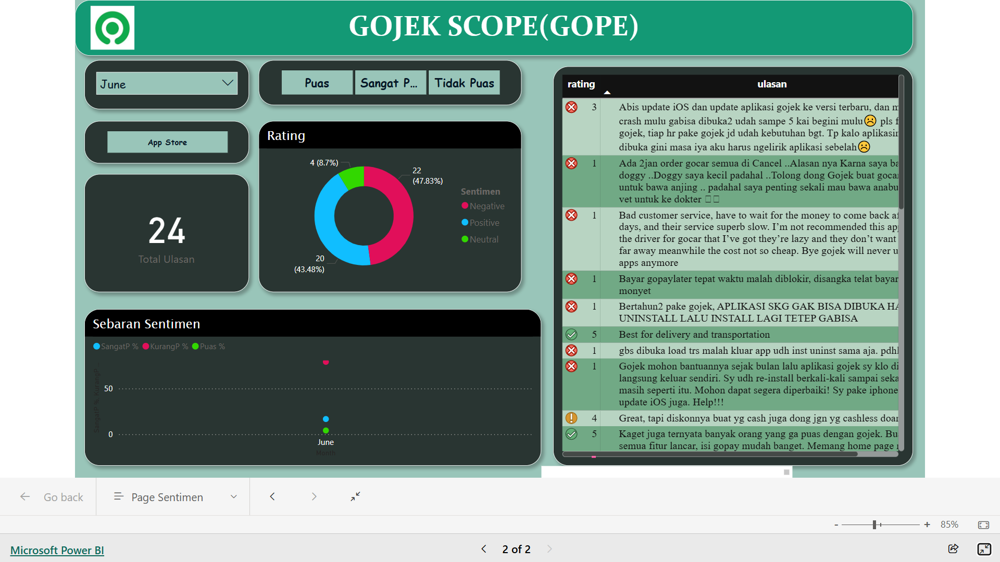 GOJEK SCOPE(GOPE)
June
Puas
Sangat P...
Tidak Puas
App Store
24
Total Ulasan
Rating
4 (8.7%)
22
(47.83%)
20
(43.48%)
Sentimen
Negative
Positive
Neutral
Sebaran Sentimen
SangatP %
KurangP %
Puas %
SangatP %, KurangP...
50
0
June
Month
rating
ulasan
3
Abis update iOS dan update aplikasi gojek ke versi terbaru, dan
crash mulu gabisa dibuka2 udah sampe 5 kai begini mulu☹️ pls
gojek, tiap hr pake gojek jd udah kebutuhan bgt. Tp kalo
dibuka gini masa iya aku harus ngelirik aplikasi sebelah☹️
1
Ada 2jan order gocar semua di Cancel ..Alasan nya Karna saya
doggy ..Doggy saya kecil padahal ..Tolong dong Gojek buat
untuk bawa anjing .. padahal saya penting sekali mau bawa
vet untuk ke dokter
1
Bad customer service, have to wait for the money to come back
days, and their service superb slow. I’m not recommended this
the driver for gocar that I’ve got they’re lazy and they don’t want
far away meanwhile the cost not so cheap. Bye gojek will never
apps anymore
1
Bayar gopaylater tepat waktu malah diblokir, disangka telat bayar
monyet
1
Bertahun2 pake gojek, APLIKASI SKG GAK BISA DIBUKA
UNINSTALL LALU INSTALL LAGI TETEP GABISA
5
Best for delivery and transportation
1
gbs dibuka load trs malah kluar app udh inst uninst sama aja.
1
Gojek mohon bantuannya sejak bulan lalu aplikasi gojek sy klo
langsung keluar sendiri. Sy udh re-install berkali-kali sampai
masih seperti itu. Mohon dapat segera diperbaiki! Sy pake iphone
update iOS juga. Help!!!
4
Great, tapi diskonnya buat yg cash juga dong jgn yg cashless
5
Kaget juga ternyata banyak orang yang ga puas dengan gojek.
semua fitur lancar, isi gopay mudah banget. Memang home page
Go back
Page Sentimen
- + 85%
Microsoft Power BI
2 of 2